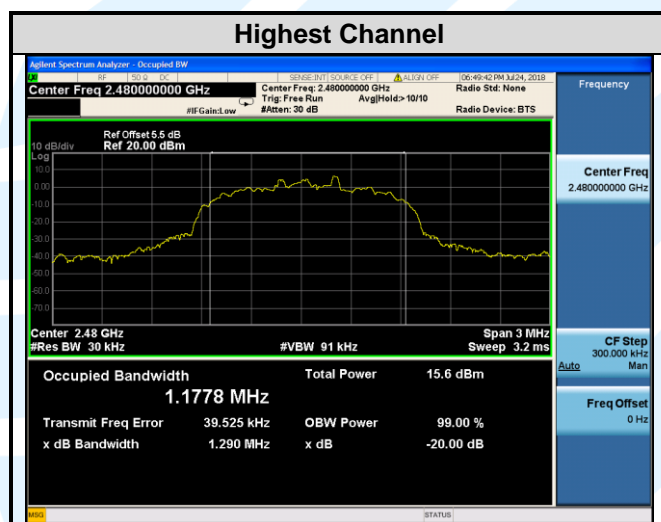 Highest Channel
Agilent Spectrum Analyzer - Occupied BW
LXI RF 50 Ω DC SENSE:INT SOURCE OFF ALIGN OFF 06:49:42 PM Jul 24, 2018
Center Freq 2.480000000 GHz Center Freq: 2.480000000 GHz Radio Std: None
Trig: Free Run Avg|Hold:> 10/10
#IFGain:Low #Atten: 30 dB Radio Device: BTS
Ref Offset 5.5 dB
10 dB/div Ref 20.00 dBm
Log
10.0
0.00
-10.0
-20.0
-30.0
-40.0
-50.0
-60.0
-70.0
Center 2.48 GHz Span 3 MHz
#Res BW 30 kHz #VBW 91 kHz Sweep 3.2 ms
Occupied Bandwidth Total Power 15.6 dBm
1.1778 MHz
Transmit Freq Error 39.525 kHz OBW Power 99.00 %
x dB Bandwidth 1.290 MHz x dB -20.00 dB
MSG STATUS
Frequency
Center Freq
2.480000000 GHz
CF Step
300.000 kHz
Auto Man
Freq Offset
0 Hz